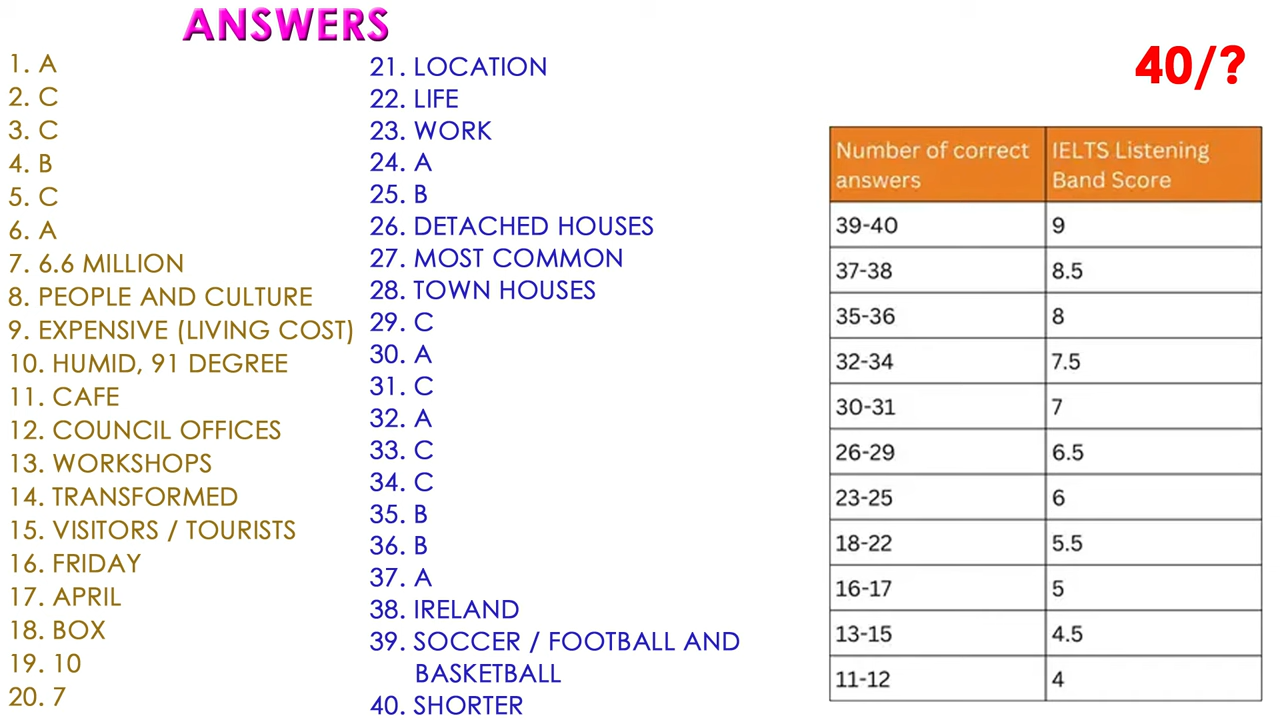 ANSWERS
1. A
2. C
3. C
4. B
5. C
6. A
7. 6.6 MILLION
8. PEOPLE AND CULTURE
9. EXPENSIVE (LIVING COST)
10. HUMID, 91 DEGREE
11. CAFE
12. COUNCIL OFFICES
13. WORKSHOPS
14. TRANSFORMED
15. VISITORS / TOURISTS
16. FRIDAY
17. APRIL
18. BOX
19. 10
20. 7
21. LOCATION
22. LIFE
23. WORK
24. A
25. B
26. DETACHED HOUSES
27. MOST COMMON
28. TOWN HOUSES
29. C
30. A
31. C
32. A
33. C
34. C
35. B
36. B
37. A
38. IRELAND
39. SOCCER / FOOTBALL AND
BASKETBALL
40. SHORTER
40/?
Number of correct answers | IELTS Listening Band Score
39-40 | 9
37-38 | 8.5
35-36 | 8
32-34 | 7.5
30-31 | 7
26-29 | 6.5
23-25 | 6
18-22 | 5.5
16-17 | 5
13-15 | 4.5
11-12 | 4